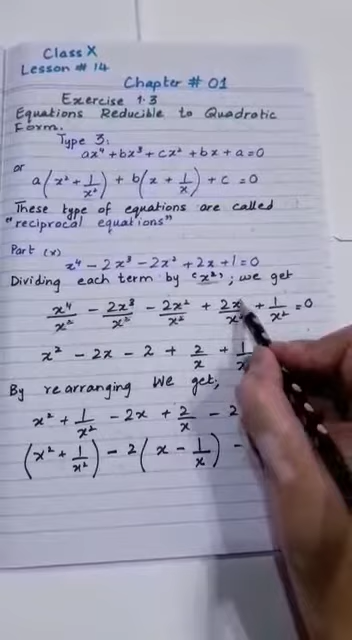 Class X
Lesson # 14
Chapter # 01
Exercise 1.3
Equations Reducible to Quadrotic
Form.
Type 3:
ax⁴ + bx³ + cx² + bx + a = 0
or
a(x² + 1/x²) + b(x + 1/x) + c = 0
These type of equations are called
"reciprocal equations"
Part (x)
x⁴ - 2x³ - 2x² + 2x + 1 = 0
Dividing each term by 'x²', we get
x⁴/x² - 2x³/x² - 2x²/x² + 2x/x² + 1/x² = 0
x² - 2x - 2 + 2/x + 1/x
By rearranging We get;
x² + 1/x² - 2x + 2/x - 2
(x² + 1/x²) - 2(x - 1/x) -